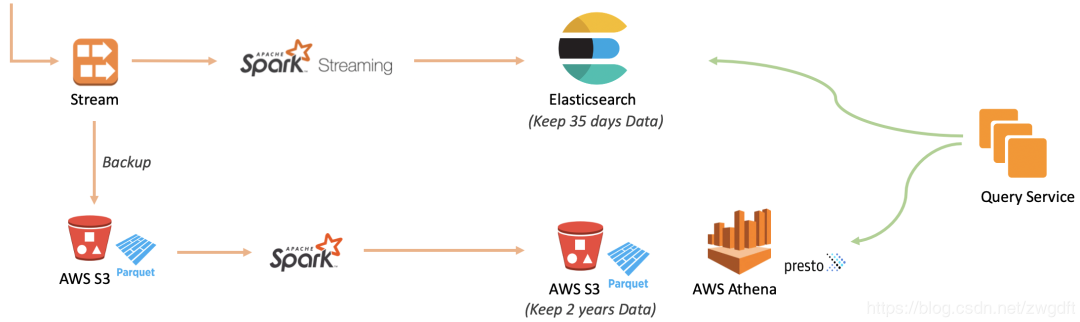 APACHE
Spark Streaming
Stream
Elasticsearch
(Keep 35 days Data)
Backup
Query Service
AWS S3
Parquet
APACHE
Spark
AWS S3
Parquet
(Keep 2 years Data)
AWS Athena
presto
https://blog.csdn.net/zwgdft